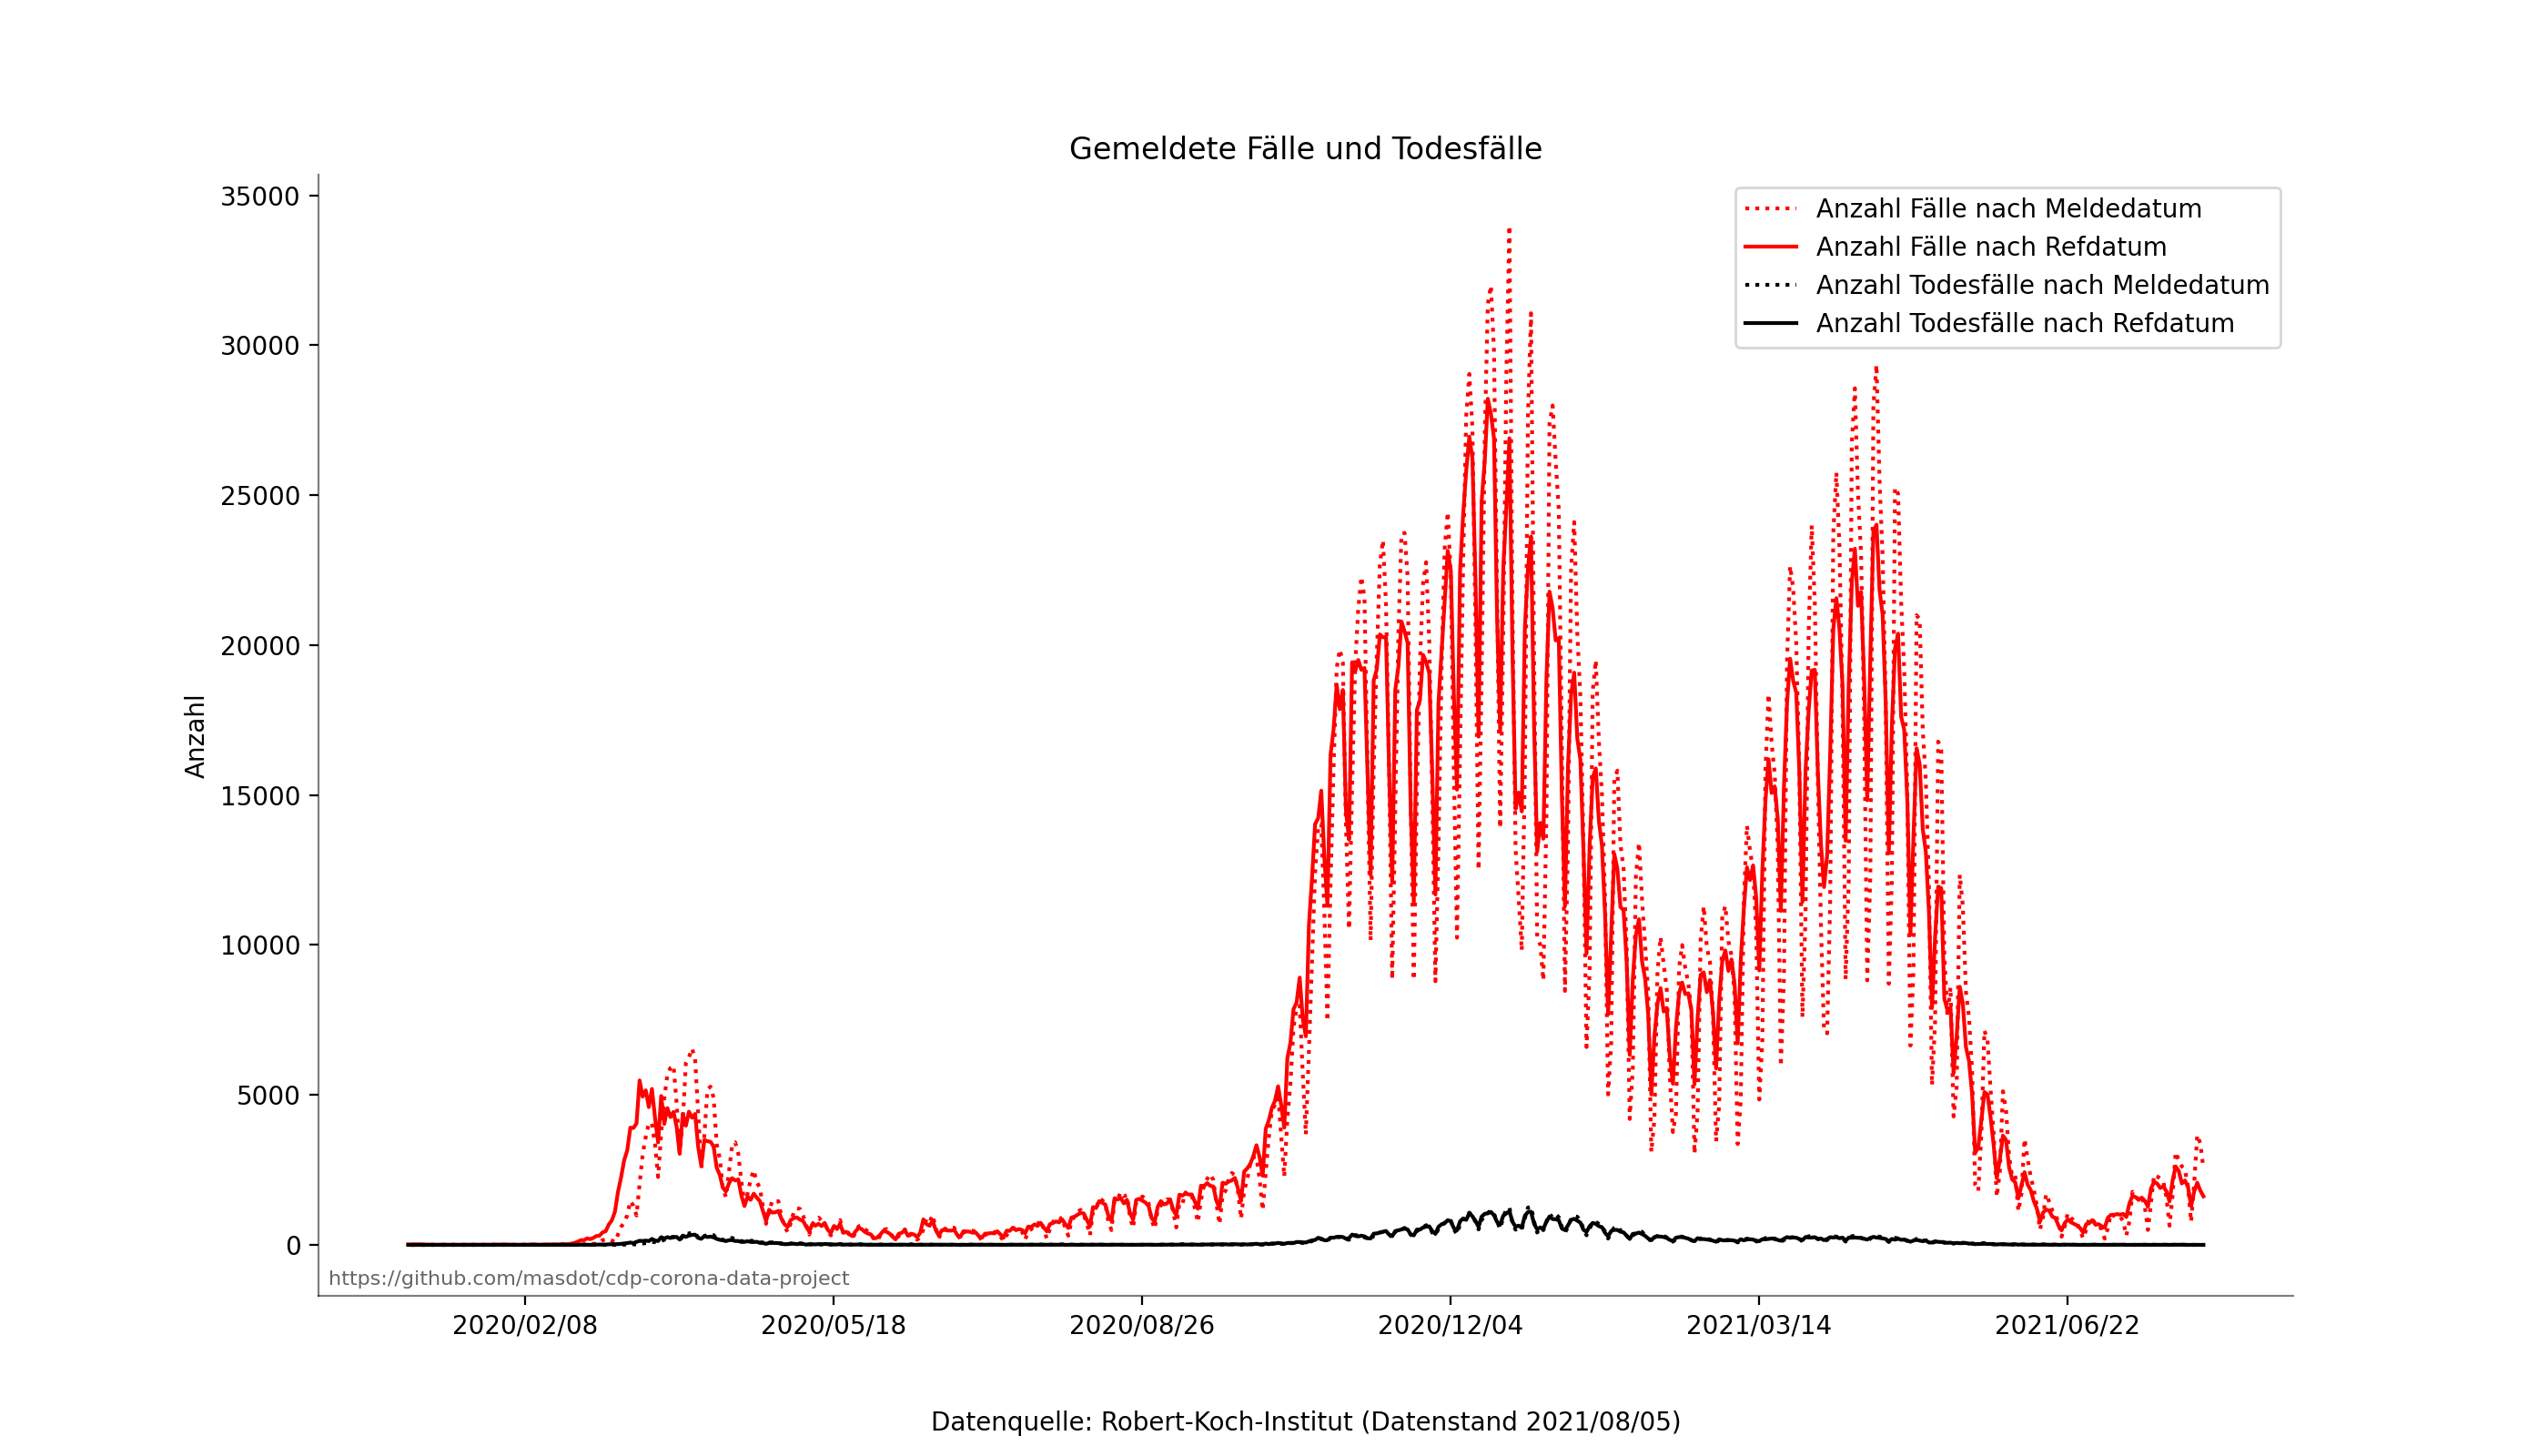 Gemeldete Fälle und Todesfälle
35000
30000
25000
20000
15000
10000
5000
0
Anzahl
Anzahl Fälle nach Meldedatum
Anzahl Fälle nach Refdatum
Anzahl Todesfälle nach Meldedatum
Anzahl Todesfälle nach Refdatum
https://github.com/masdot/cdp-corona-data-project
2020/02/08
2020/05/18
2020/08/26
2020/12/04
2021/03/14
2021/06/22
Datenquelle: Robert-Koch-Institut (Datenstand 2021/08/05)